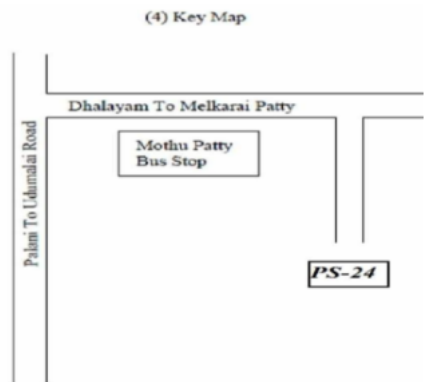 (4) Key Map
Dhalayam To Melkarai Patty
Mothu Patty
Bus Stop
Palani To Udumalai Road
PS-24